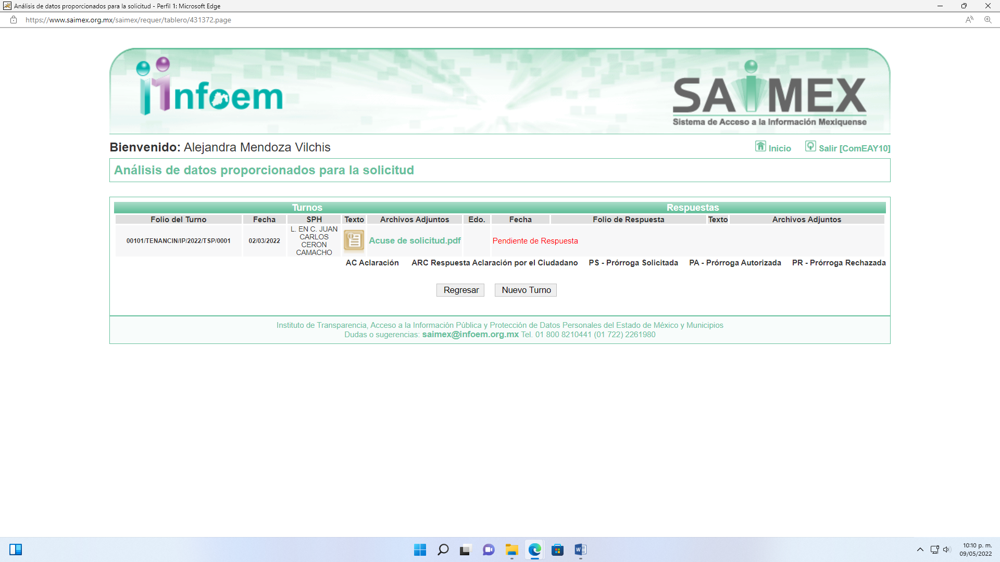 Análisis de datos proporcionados para la solicitud - Perfil 1: Microsoft Edge
https://www.saimex.org.mx/saimex/requer/tablero/431372.page
infoem
SAIMEX
Sistema de Acceso a la Información Mexiquense
Bienvenido: Alejandra Mendoza Vilchis
Inicio
Salir [ComEAY10]
Análisis de datos proporcionados para la solicitud
Turnos
Respuestas
Folio del Turno
Fecha
SPH
Texto
Archivos Adjuntos
Edo.
Fecha
Folio de Respuesta
Texto
Archivos Adjuntos
00101/TENANCIN/IP/2022/TSP/0001
02/03/2022
L. EN C. JUAN
CARLOS
CERON
CAMACHO
Acuse de solicitud.pdf
Pendiente de Respuesta
AC Aclaración
ARC Respuesta Aclaración por el Ciudadano
PS - Prórroga Solicitada
PA - Prórroga Autorizada
PR - Prórroga Rechazada
Regresar
Nuevo Turno
Instituto de Transparencia, Acceso a la Información Pública y Protección de Datos Personales del Estado de México y Municipios
Dudas o sugerencias: saimex@infoem.org.mx Tel. 01 800 8210441 (01 722) 2261980
10:10 p. m.
09/05/2022